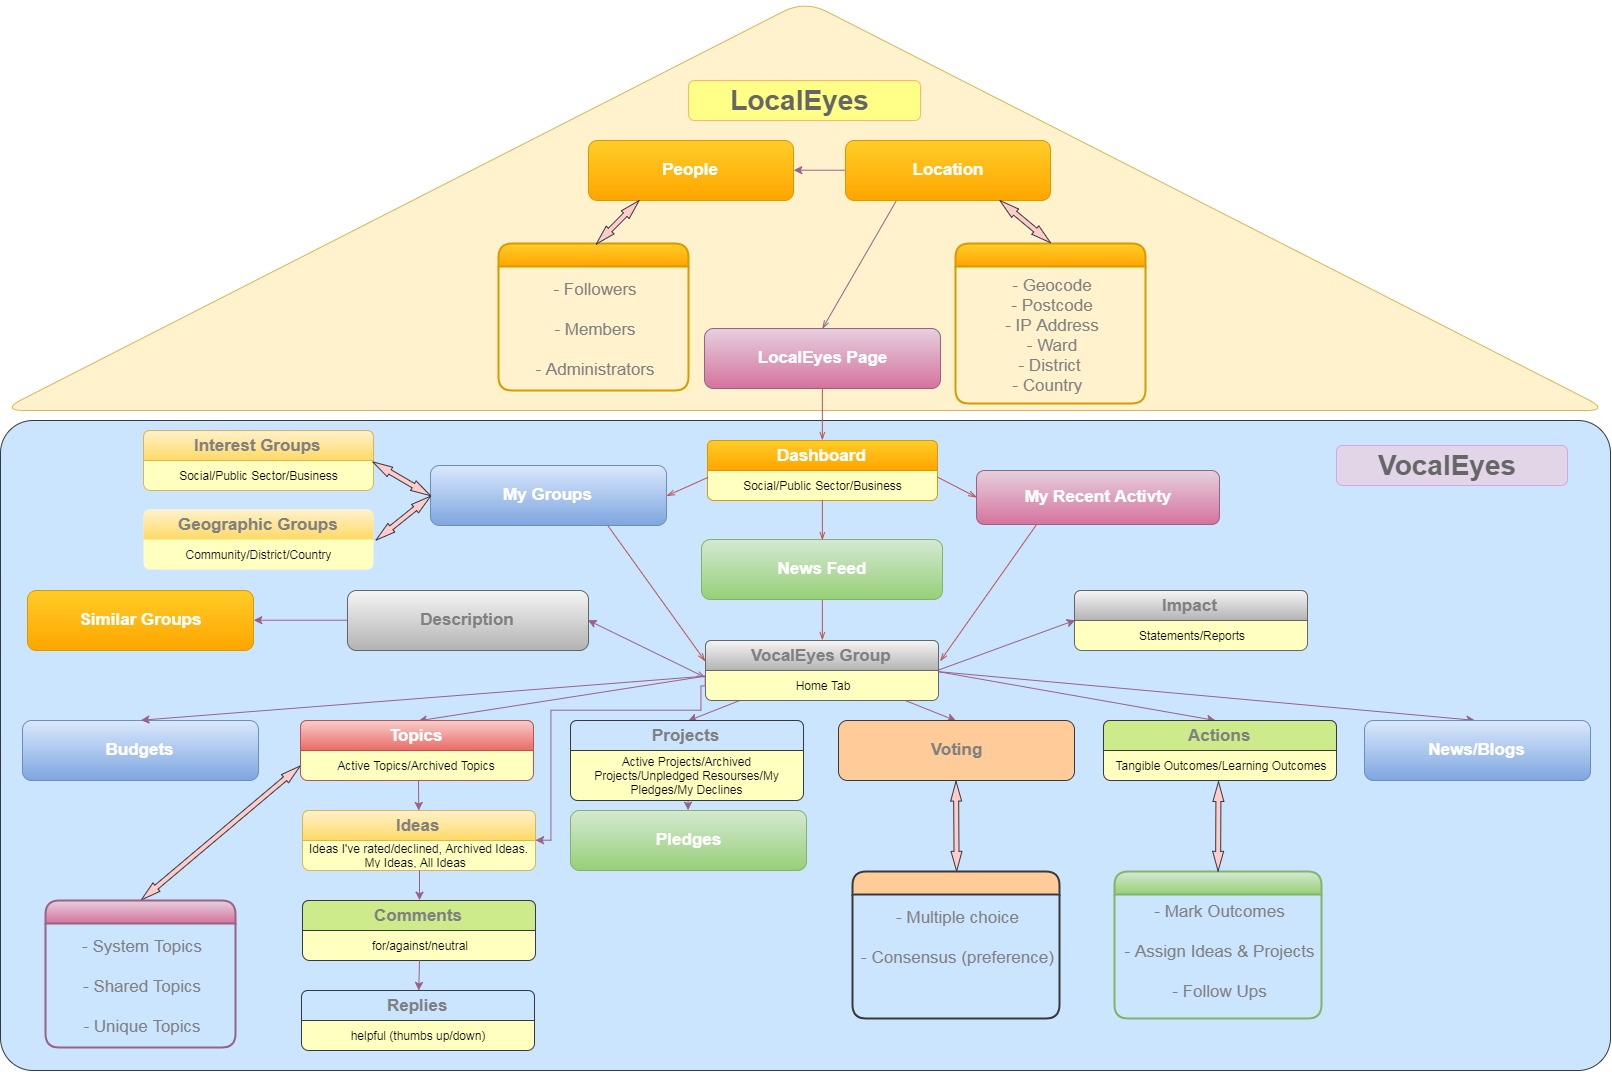 LocalEyes
People
Location
- Followers
- Members
- Administrators
- Geocode
- Postcode
- IP Address
- Ward
- District
- Country
LocalEyes Page
VocalEyes
Interest Groups
Social/Public Sector/Business
Geographic Groups
Community/District/Country
My Groups
Dashboard
Social/Public Sector/Business
My Recent Activty
News Feed
Similar Groups
Description
VocalEyes Group
Home Tab
Impact
Statements/Reports
Budgets
Topics
Active Topics/Archived Topics
Projects
Active Projects/Archived
Projects/Unpledged Resourses/My
Pledges/My Declines
Voting
Actions
Tangible Outcomes/Learning Outcomes
News/Blogs
Ideas
Ideas I've rated/declined, Archived Ideas.
My Ideas, All Ideas
Pledges
Comments
for/against/neutral
Replies
helpful (thumbs up/down)
- System Topics
- Shared Topics
- Unique Topics
- Multiple choice
- Consensus (preference)
- Mark Outcomes
- Assign Ideas & Projects
- Follow Ups